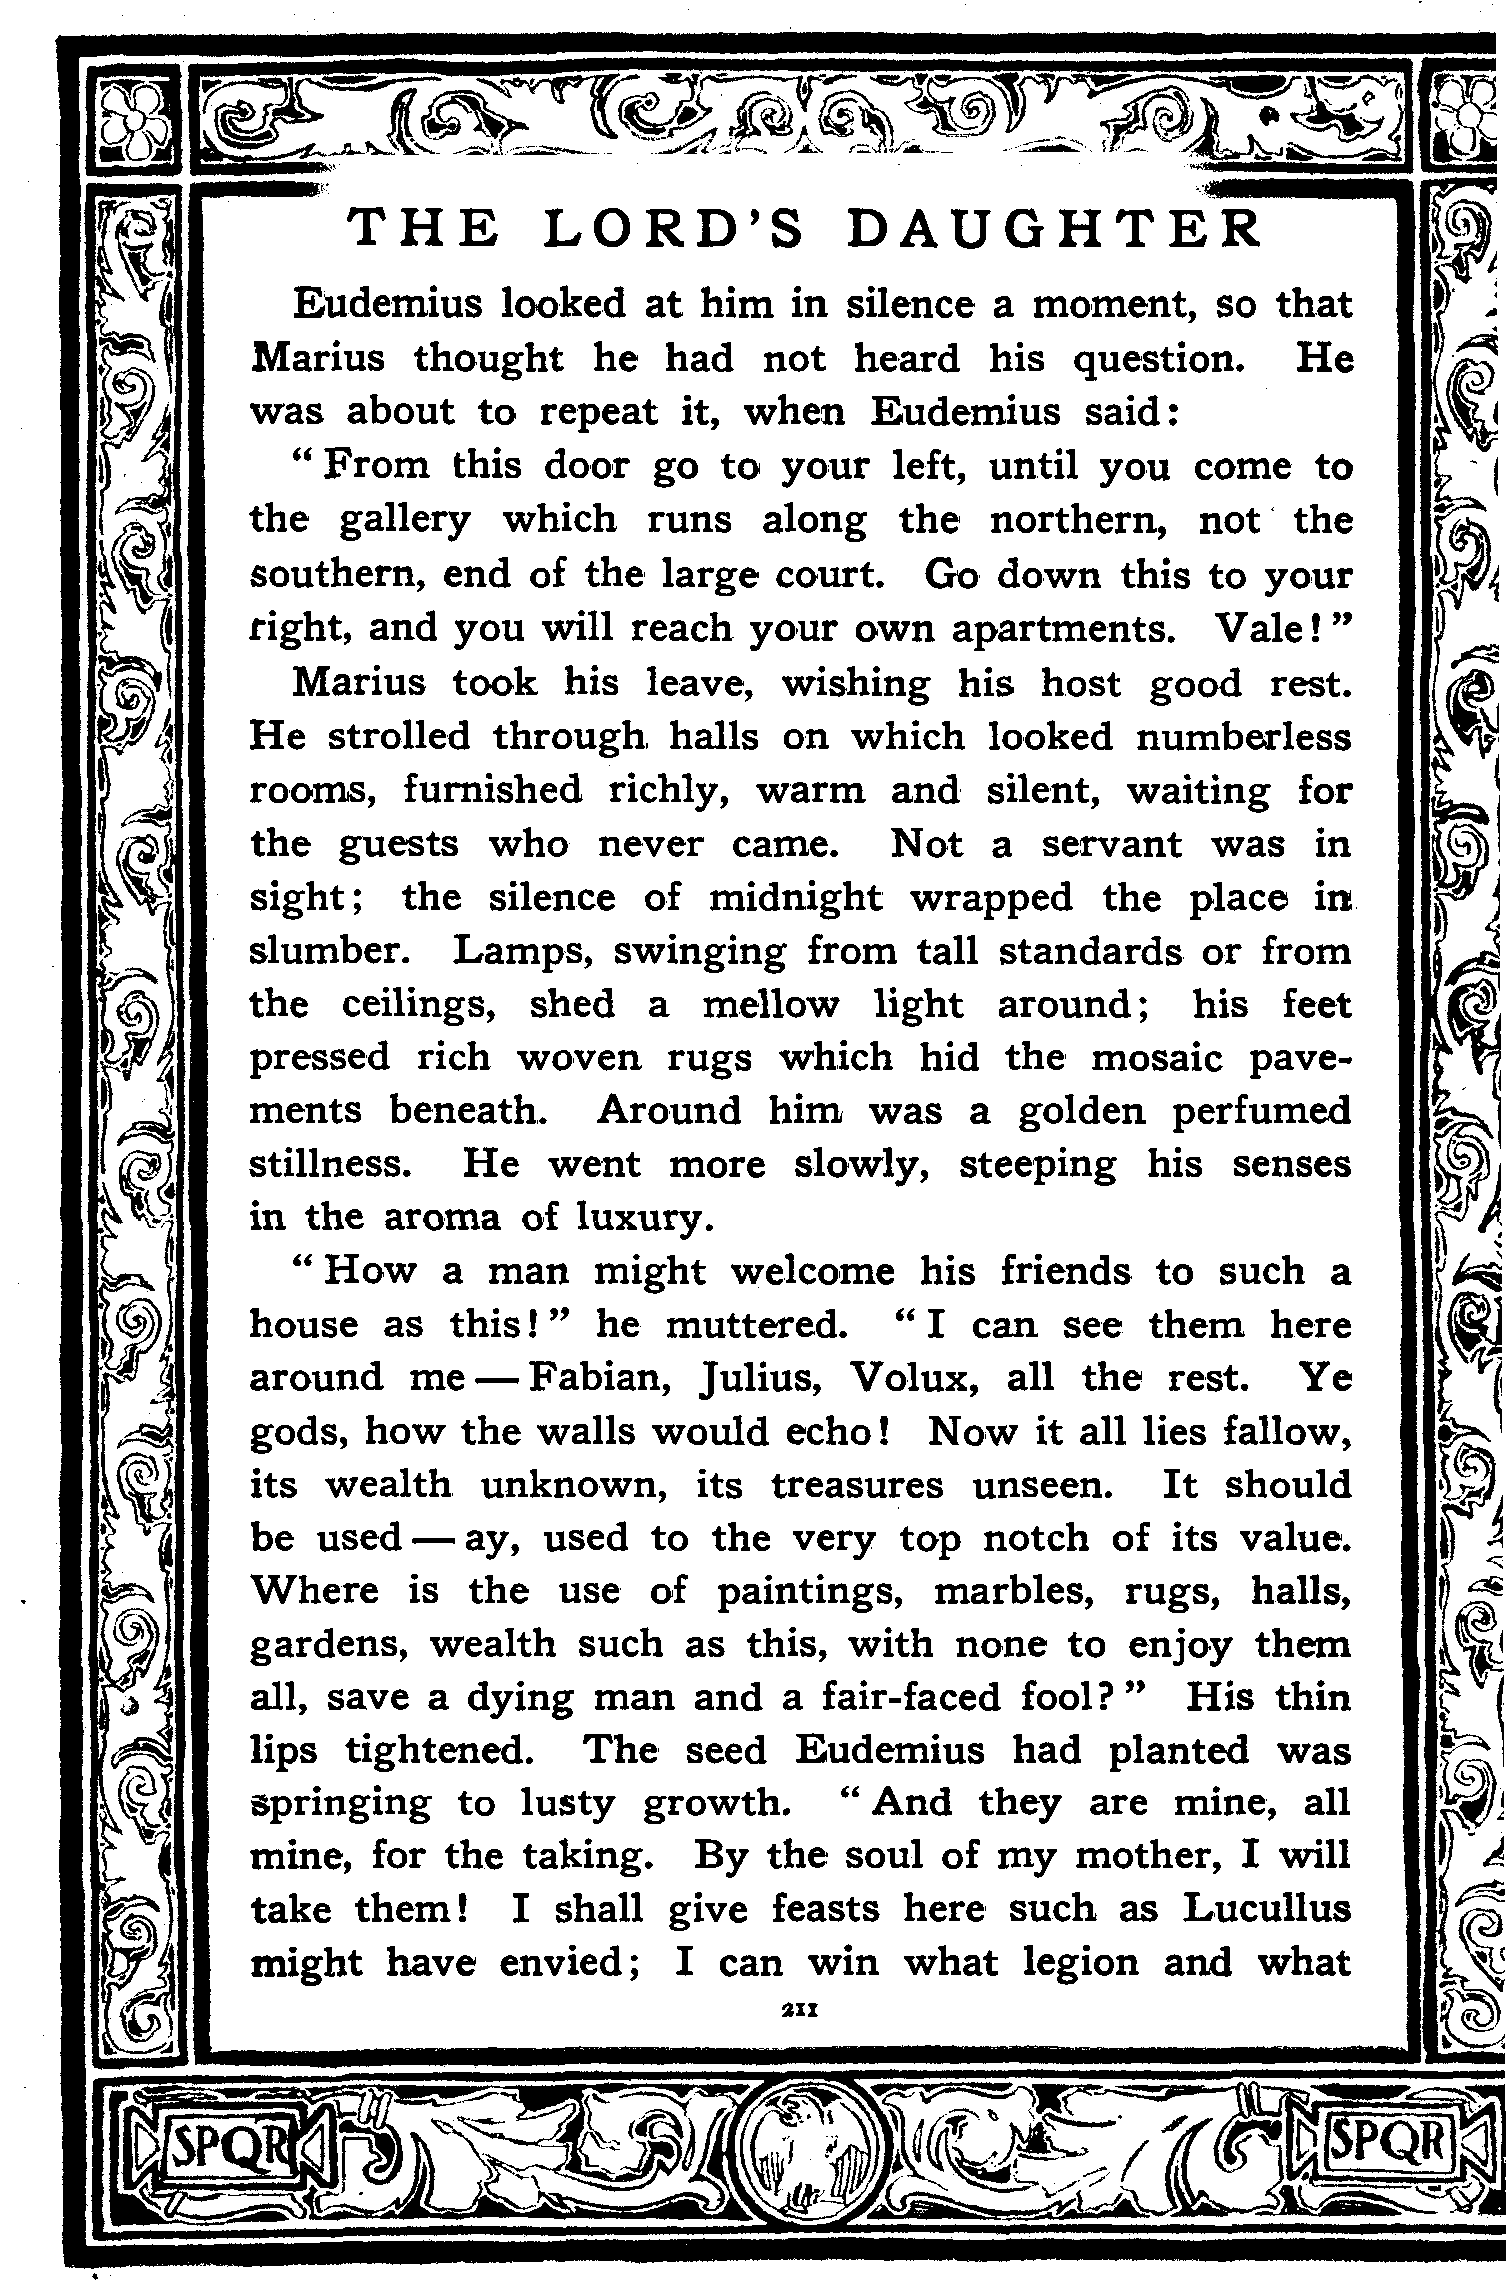 THE LORD'S DAUGHTER
Eudemius looked at him in silence a moment, so that
Marius thought he had not heard his question. He
was about to repeat it, when Eudemius said:
“From this door go to your left, until you come to
the gallery which runs along the northern, not the
southern, end of the large court. Go down this to your
right, and you will reach your own apartments. Vale!”
Marius took his leave, wishing his host good rest.
He strolled through halls on which looked numberless
rooms, furnished richly, warm and silent, waiting for
the guests who never came. Not a servant was in
sight; the silence of midnight wrapped the place in
slumber. Lamps, swinging from tall standards or from
the ceilings, shed a mellow light around; his feet
pressed rich woven rugs which hid the mosaic pave-
ments beneath. Around him was a golden perfumed
stillness. He went more slowly, steeping his senses
in the aroma of luxury.
“How a man might welcome his friends to such a
house as this!” he muttered. “I can see them here
around me — Fabian, Julius, Volux, all the rest. Ye
gods, how the walls would echo! Now it all lies fallow,
its wealth unknown, its treasures unseen. It should
be used — ay, used to the very top notch of its value.
Where is the use of paintings, marbles, rugs, halls,
gardens, wealth such as this, with none to enjoy them
all, save a dying man and a fair-faced fool?” His thin
lips tightened. The seed Eudemius had planted was
springing to lusty growth. “And they are mine, all
mine, for the taking. By the soul of my mother, I will
take them! I shall give feasts here such as Lucullus
might have envied; I can win what legion and what
211
SPQR
SPQR